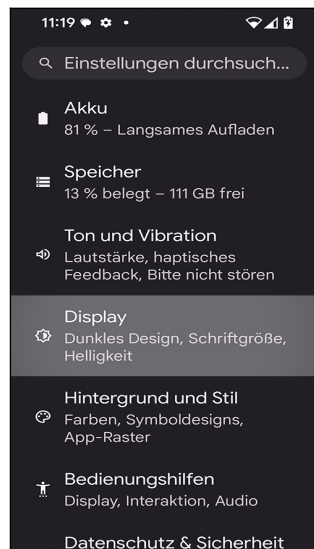 11:19
Einstellungen durchsuch...
Akku
81 % – Langsames Aufladen
Speicher
13 % belegt – 111 GB frei
Ton und Vibration
Lautstärke, haptisches
Feedback, Bitte nicht stören
Display
Dunkles Design, Schriftgröße,
Helligkeit
Hintergrund und Stil
Farben, Symboldesigns,
App-Raster
Bedienungshilfen
Display, Interaktion, Audio
Datenschutz & Sicherheit